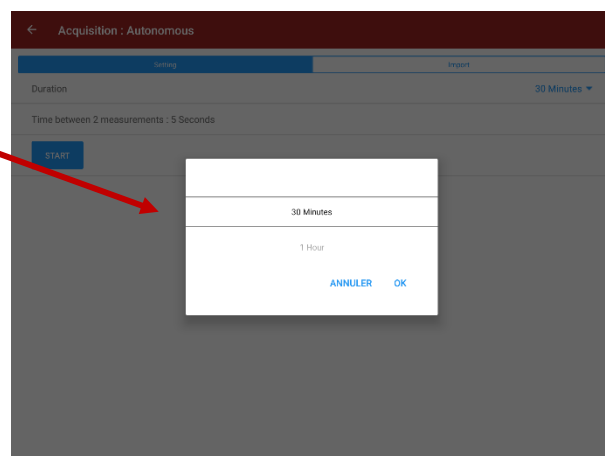 Acquisition : Autonomous
Setting
Import
Duration
30 Minutes
Time between 2 measurements : 5 Seconds
START
30 Minutes
1 Hour
ANNULER OK